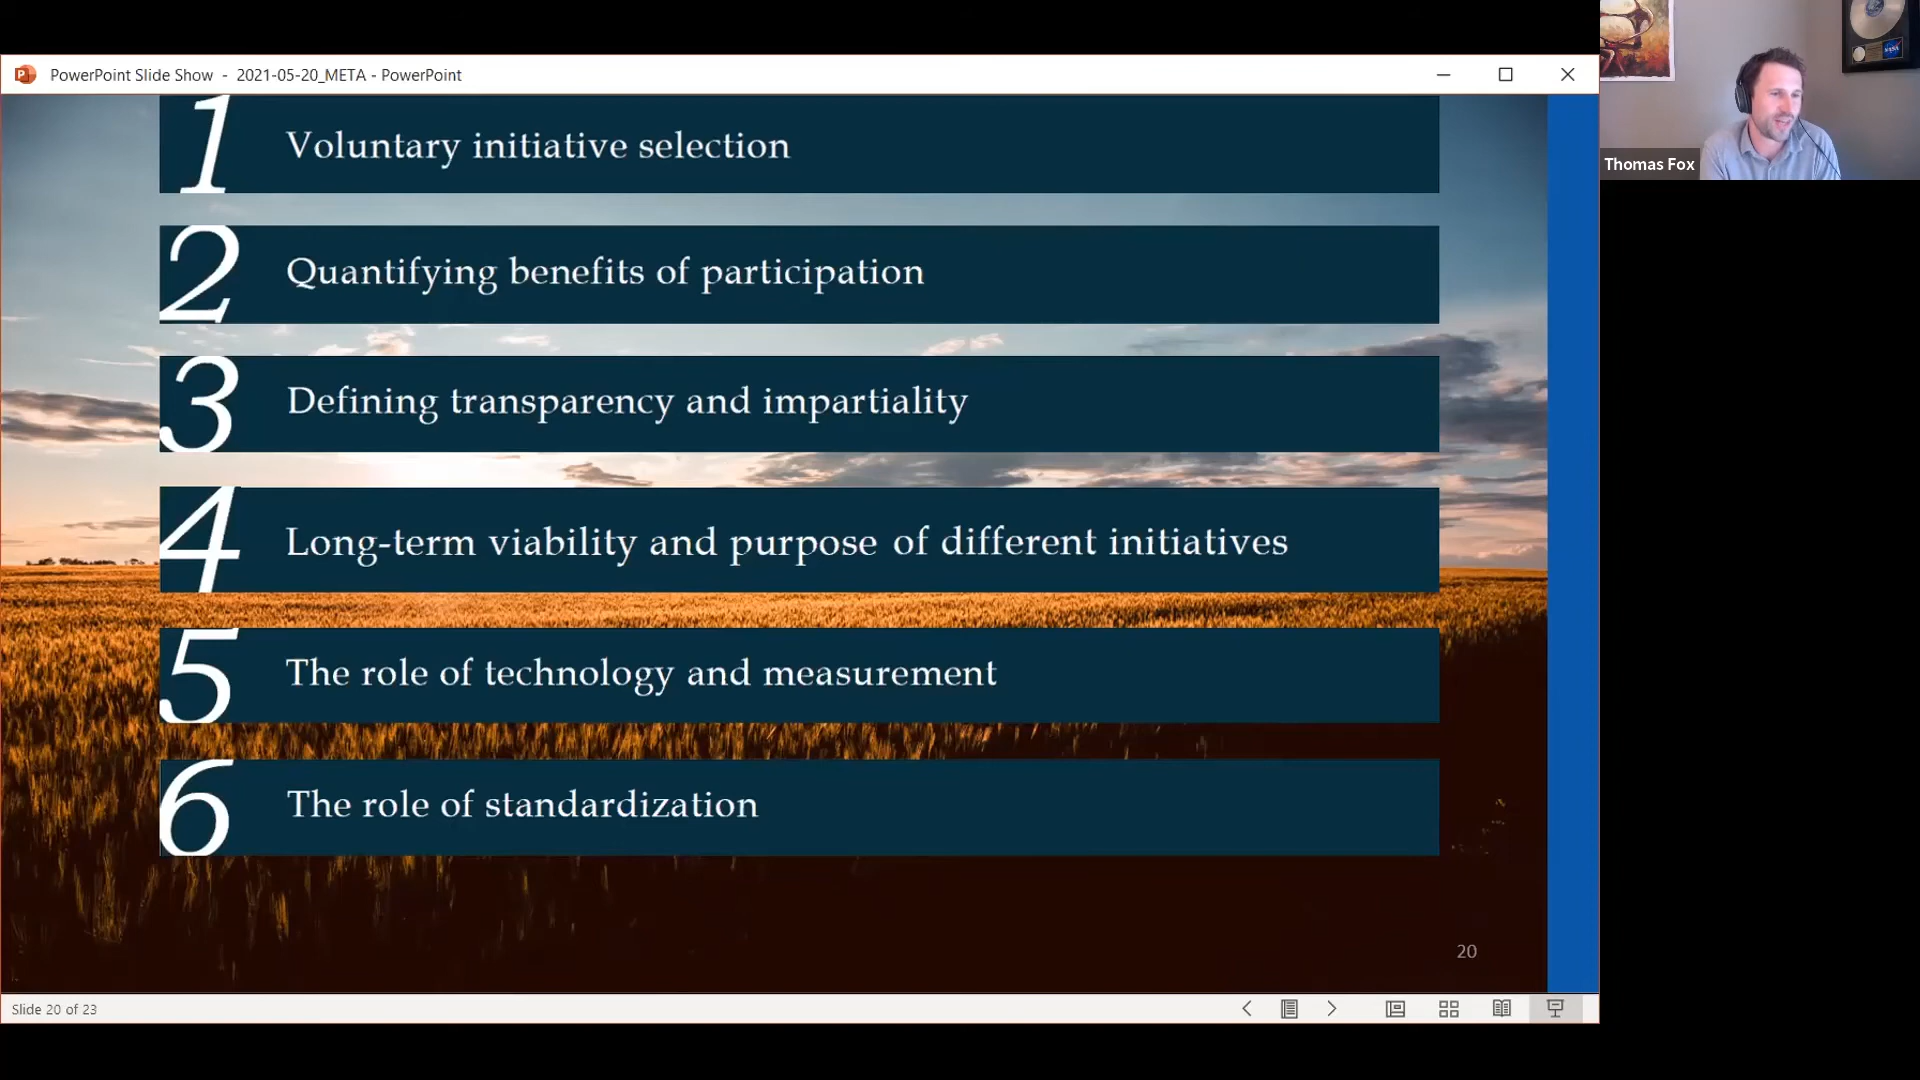 PowerPoint Slide Show - 2021-05-20_META - PowerPoint
1 Voluntary initiative selection
2 Quantifying benefits of participation
3 Defining transparency and impartiality
4 Long-term viability and purpose of different initiatives
5 The role of technology and measurement
6 The role of standardization
20
Slide 20 of 23
NASA
Thomas Fox